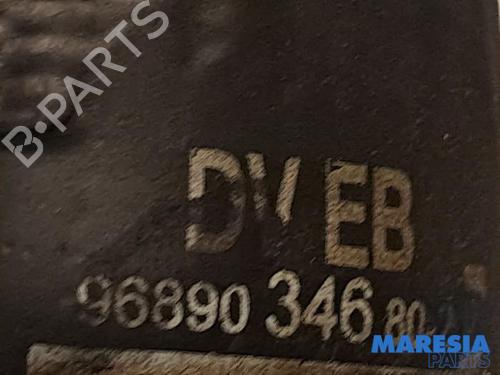 B-PARTS
DV EB
96890 346 80
MARESIA
PARTS